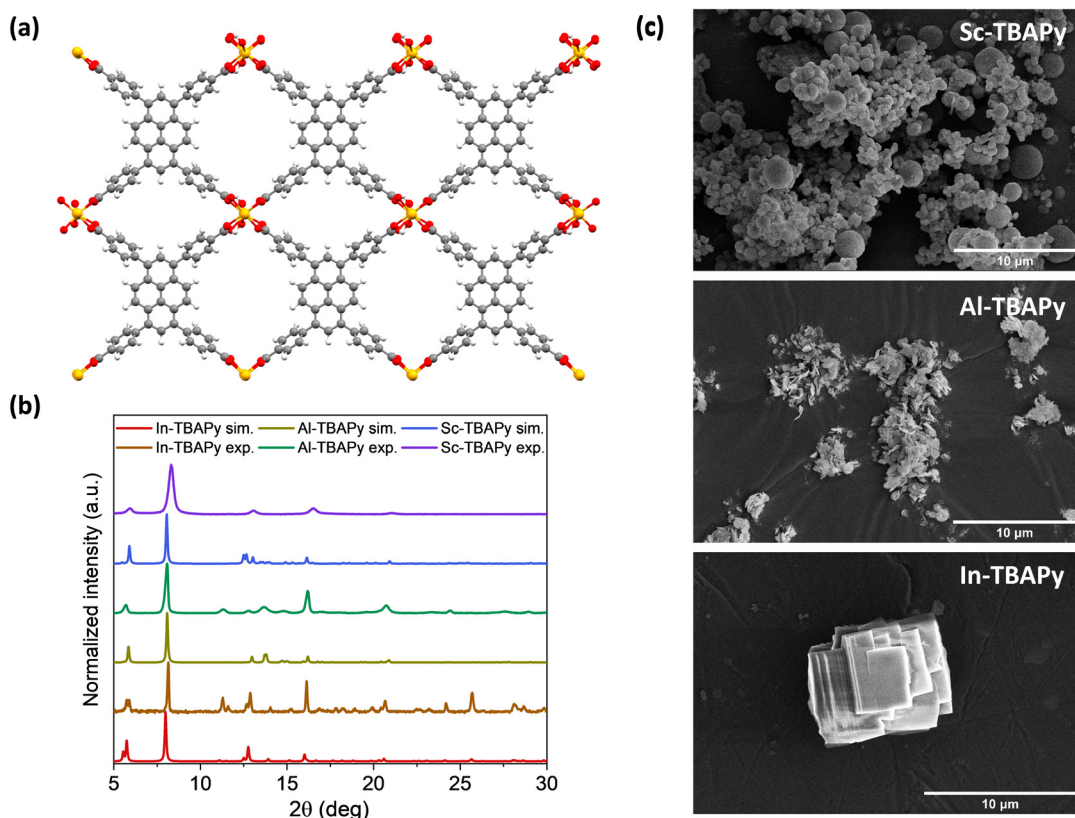 (a)
(b)
In-TBAPy sim. Al-TBAPy sim. Sc-TBAPy sim.
In-TBAPy exp. Al-TBAPy exp. Sc-TBAPy exp.
Normalized intensity (a.u.)
5 10 15 20 25 30
2θ (deg)
(c)
Sc-TBAPy
10 µm
Al-TBAPy
10 µm
In-TBAPy
10 µm